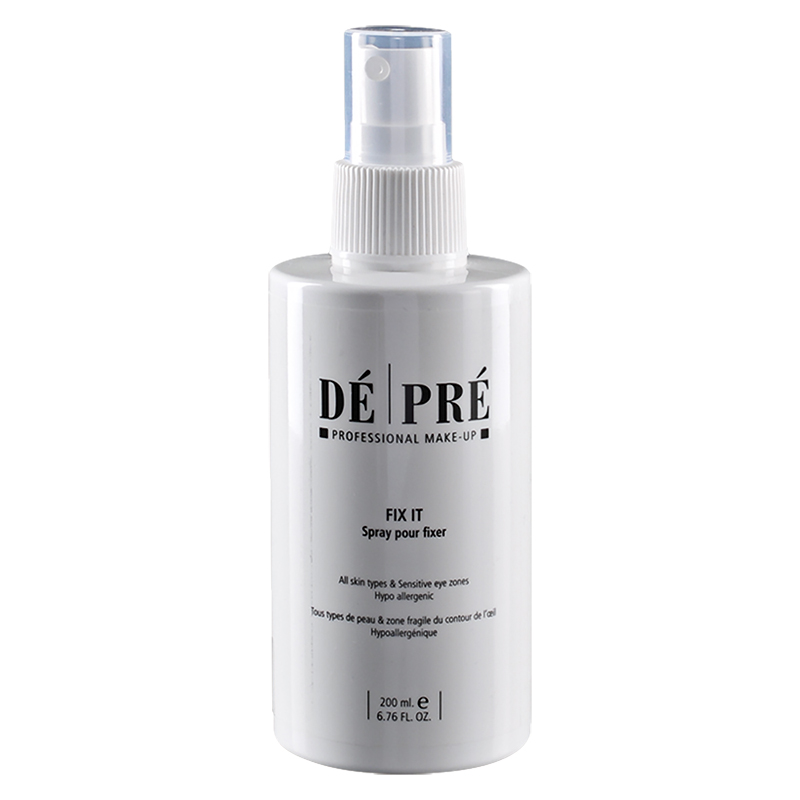 DÉ PRÉ
PROFESSIONAL MAKE-UP
FIX IT
Spray pour fixer
All skin types & Sensitive eye zones
Hypo allergenic
Tous types de peau & zone fragile du contour de l'œil
Hypoallergénique
200 ml. e
6.76 FL. OZ.